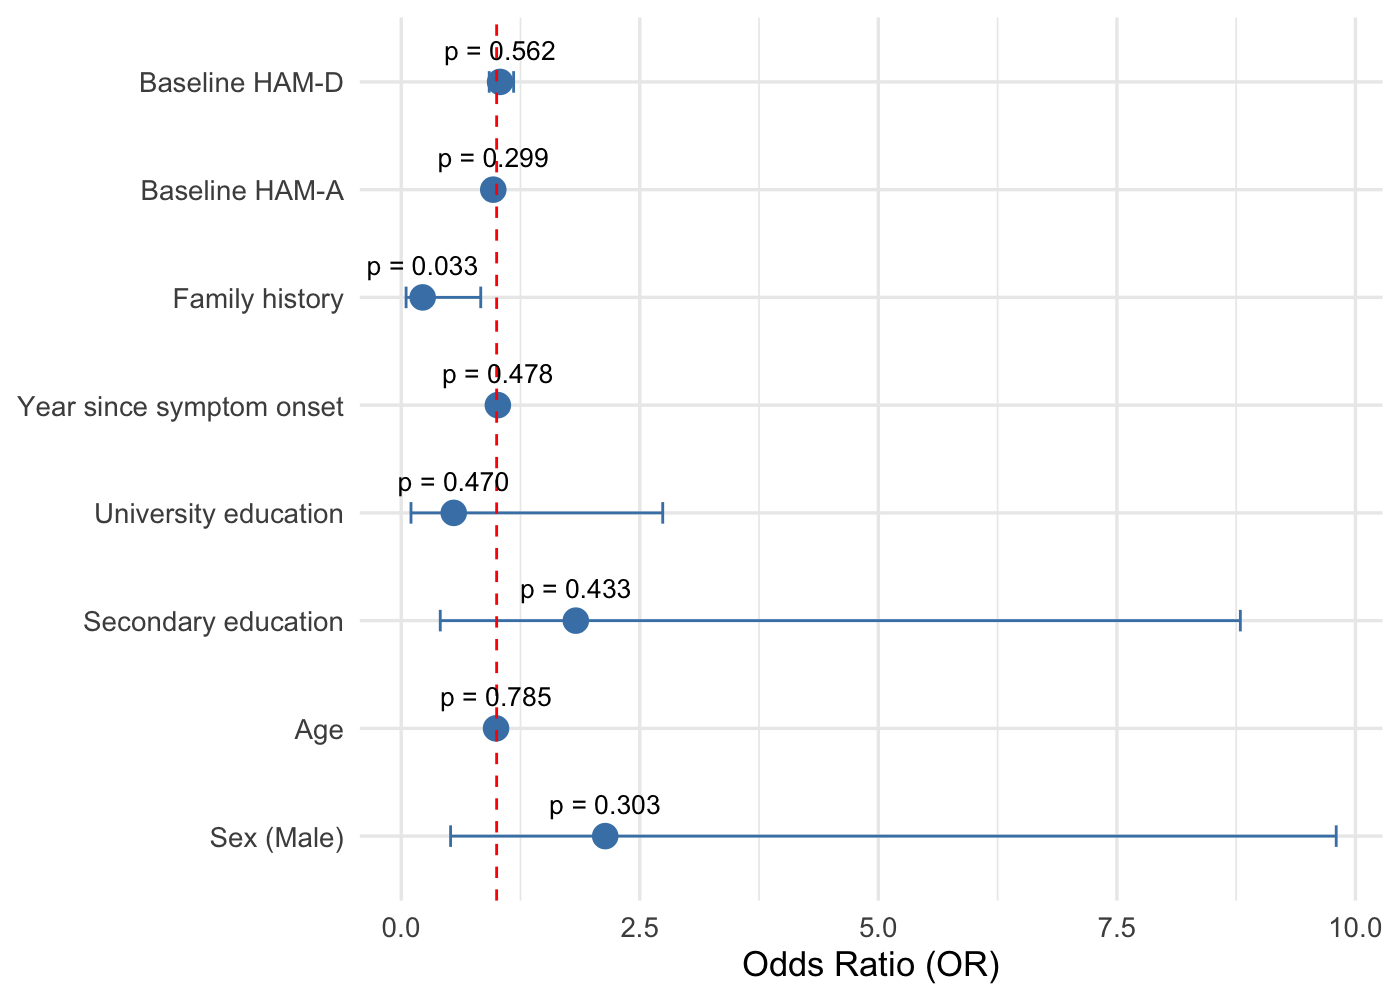 p = 0.562
Baseline HAM-D
p = 0.299
Baseline HAM-A
p = 0.033
Family history
p = 0.478
Year since symptom onset
p = 0.470
University education
p = 0.433
Secondary education
p = 0.785
Age
p = 0.303
Sex (Male)
0.0 2.5 5.0 7.5 10.0
Odds Ratio (OR)